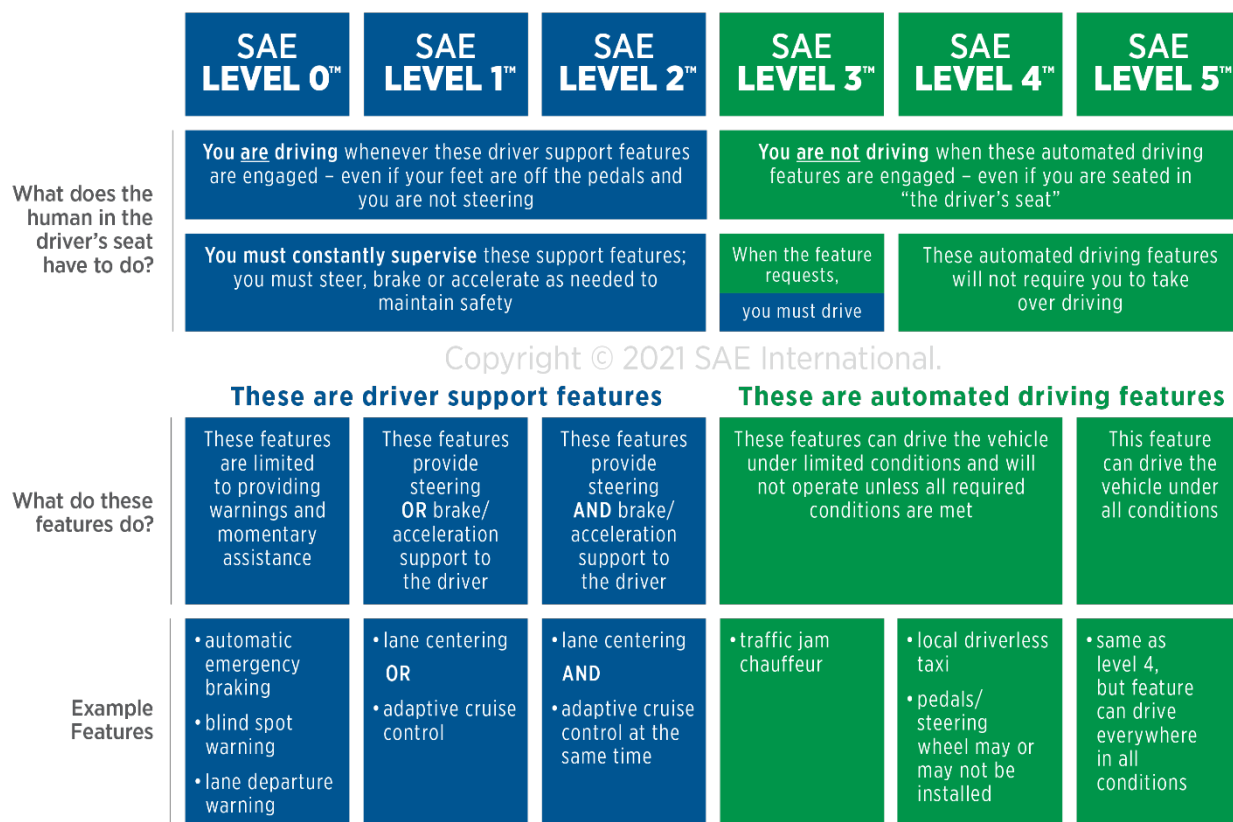 SAE
LEVEL 0™
SAE
LEVEL 1™
SAE
LEVEL 2™
SAE
LEVEL 3™
SAE
LEVEL 4™
SAE
LEVEL 5™
What does the
human in the
driver's seat
have to do?
You are driving whenever these driver support features
are engaged – even if your feet are off the pedals and
you are not steering
You are not driving when these automated driving
features are engaged – even if you are seated in
“the driver's seat”
You must constantly supervise these support features;
you must steer, brake or accelerate as needed to
maintain safety
When the feature
requests,
you must drive
These automated driving features
will not require you to take
over driving
Copyright © 2021 SAE International.
These are driver support features
These are automated driving features
What do these
features do?
These features
are limited
to providing
warnings and
momentary
assistance
These features
provide
steering
OR brake/
acceleration
support to
the driver
These features
provide
steering
AND brake/
acceleration
support to
the driver
These features can drive the vehicle
under limited conditions and will
not operate unless all required
conditions are met
This feature
can drive the
vehicle under
all conditions
Example
Features
• automatic
emergency
braking
• blind spot
warning
• lane departure
warning
• lane centering
OR
• adaptive cruise
control
• lane centering
AND
• adaptive cruise
control at the
same time
• traffic jam
chauffeur
• local driverless
taxi
• pedals/
steering
wheel may or
may not be
installed
• same as
level 4,
but feature
can drive
everywhere
in all
conditions